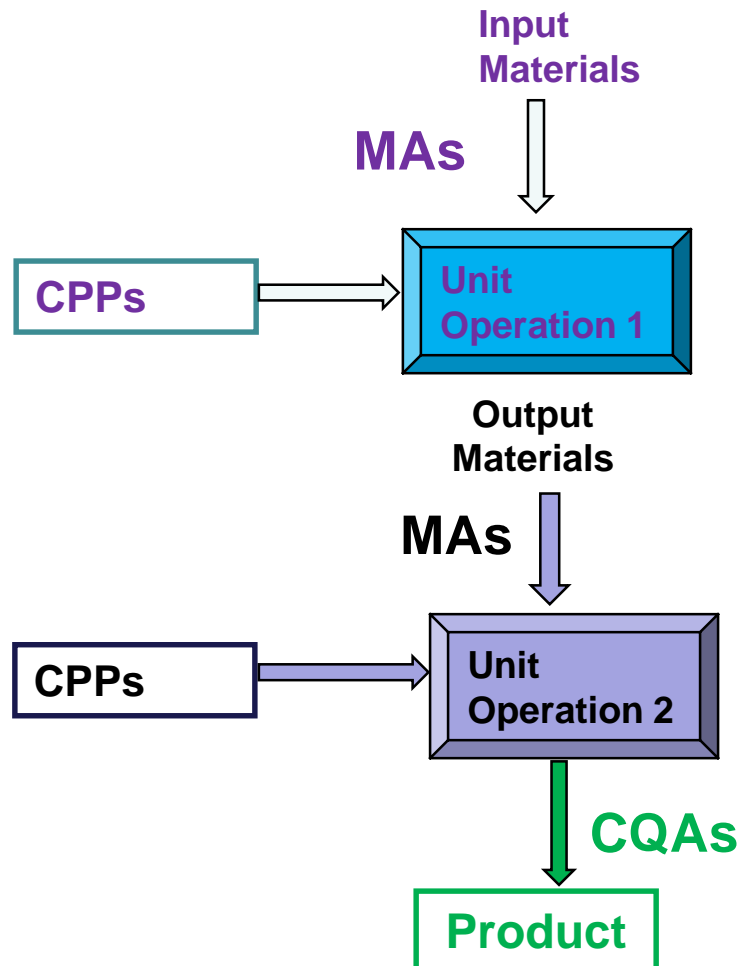 Input
Materials
MAs
CPPs
Unit
Operation 1
Output
Materials
MAs
CPPs
Unit
Operation 2
CQAs
Product